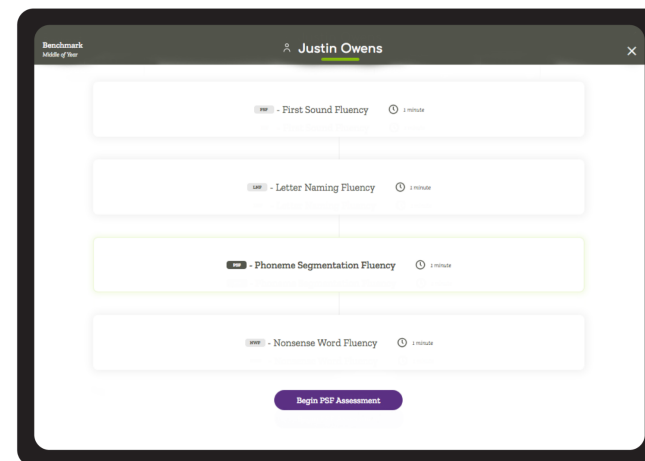 Benchmark
Middle of Year
Justin Owens
FSF - First Sound Fluency 1 minute
LNF - Letter Naming Fluency 1 minute
PSF - Phoneme Segmentation Fluency 1 minute
NWF - Nonsense Word Fluency 1 minute
Begin PSF Assessment